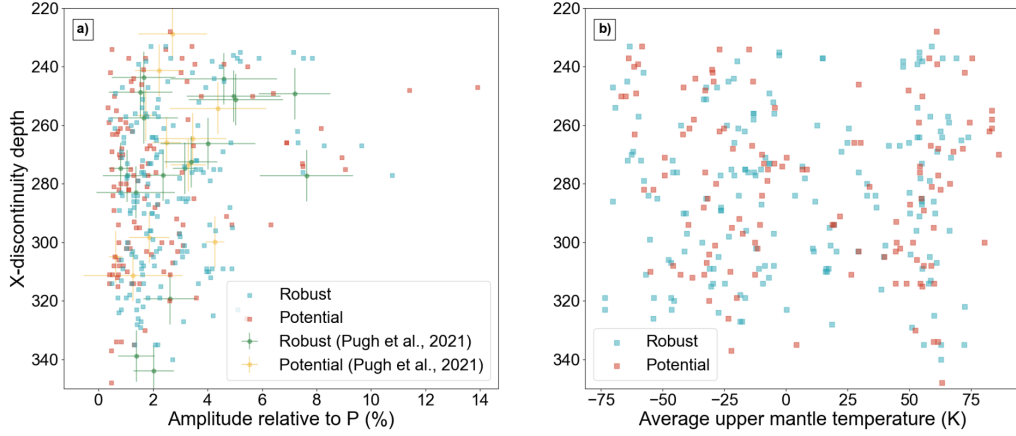 a)
220
240
260
280
300
320
340
X-discontinuity depth
0
2
4
6
8
10
12
14
Amplitude relative to P (%)
Robust
Potential
Robust (Pugh et al., 2021)
Potential (Pugh et al., 2021)
b)
220
240
260
280
300
320
340
−75
−50
−25
0
25
50
75
Average upper mantle temperature (K)
Robust
Potential